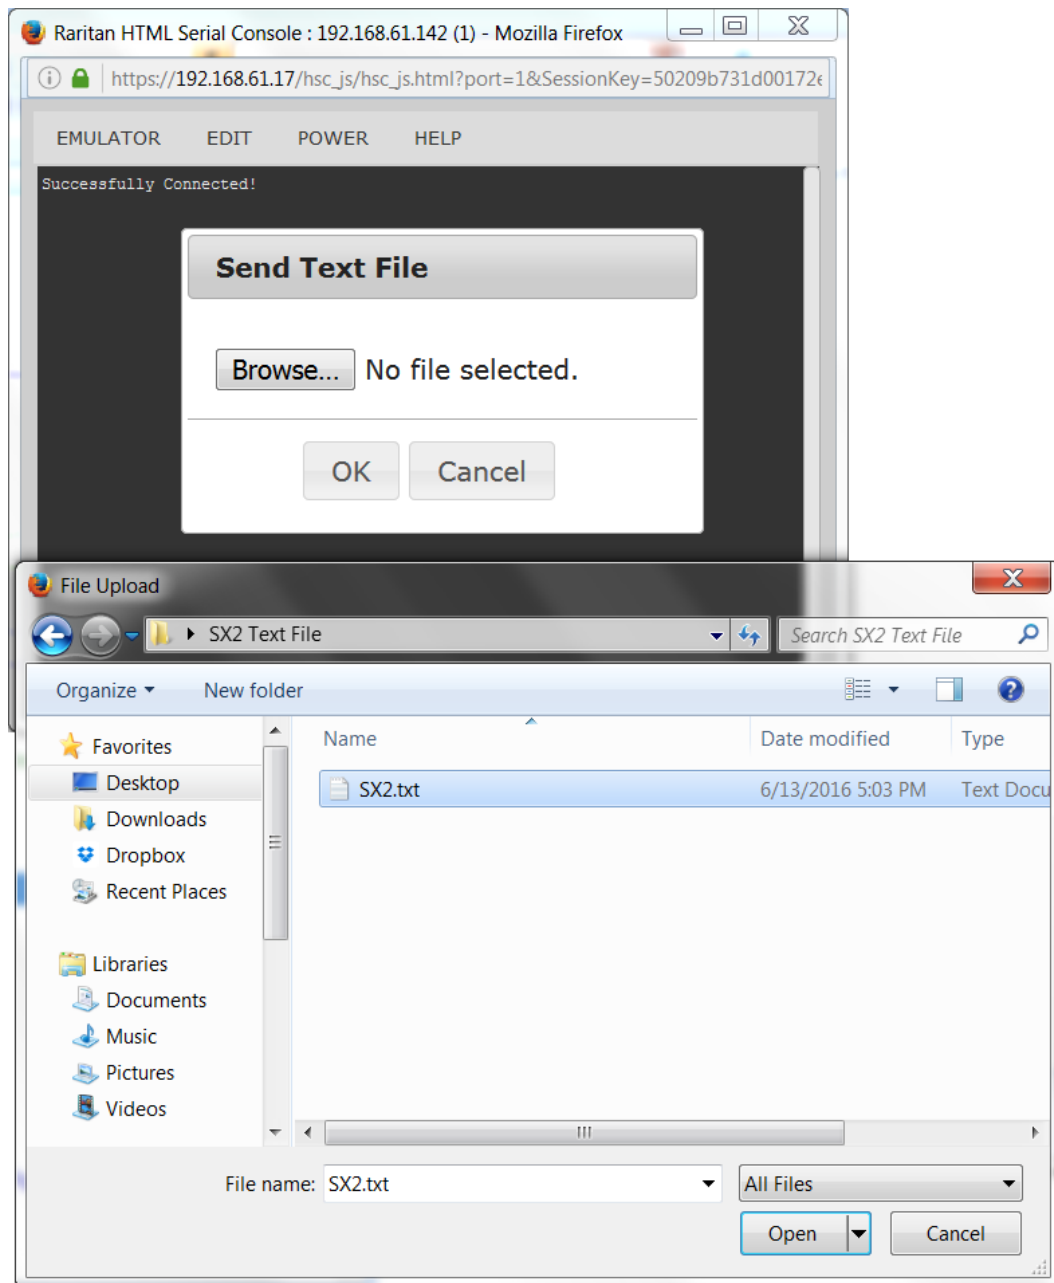 Raritan HTML Serial Console : 192.168.61.142 (1) - Mozilla Firefox
https://192.168.61.17/hsc_js/hsc_js.html?port=1&SessionKey=50209b731d00172e
EMULATOR EDIT POWER HELP
Successfully Connected!
Send Text File
Browse... No file selected.
OK Cancel
File Upload
SX2 Text File Search SX2 Text File
Organize New folder
Name Date modified Type
Favorites
SX2.txt 6/13/2016 5:03 PM Text Docu
Desktop
Downloads
Dropbox
Recent Places
Libraries
Documents
Music
Pictures
Videos
File name: SX2.txt All Files
Open Cancel